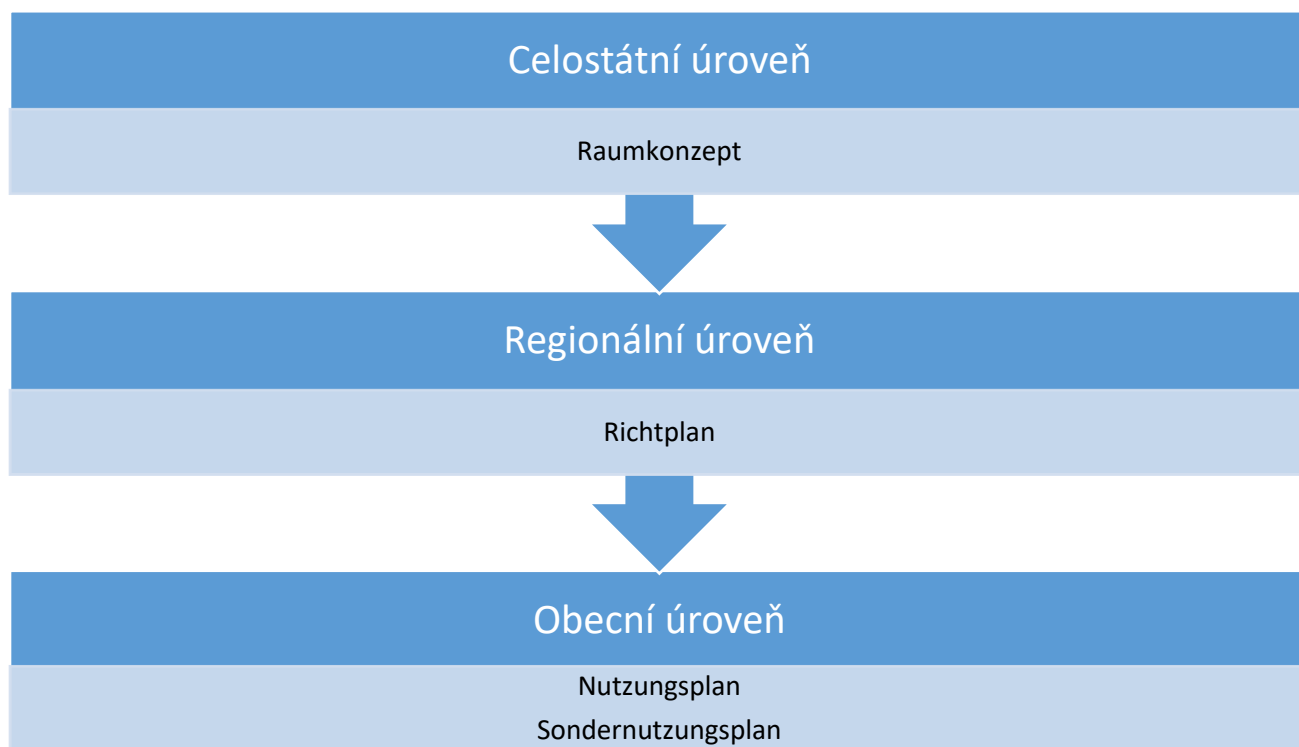 Celostátní úroveň
Raumkonzept
Regionální úroveň
Richtplan
Obecní úroveň
Nutzungsplan
Sondernutzungsplan